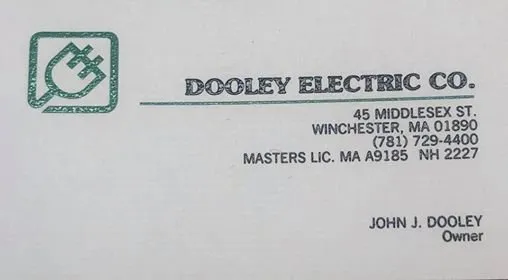 DOOLEY ELECTRIC CO.
45 MIDDLESEX ST.
WINCHESTER, MA 01890
(781) 729-4400
MASTERS LIC. MA A9185 NH 2227
JOHN J. DOOLEY
Owner